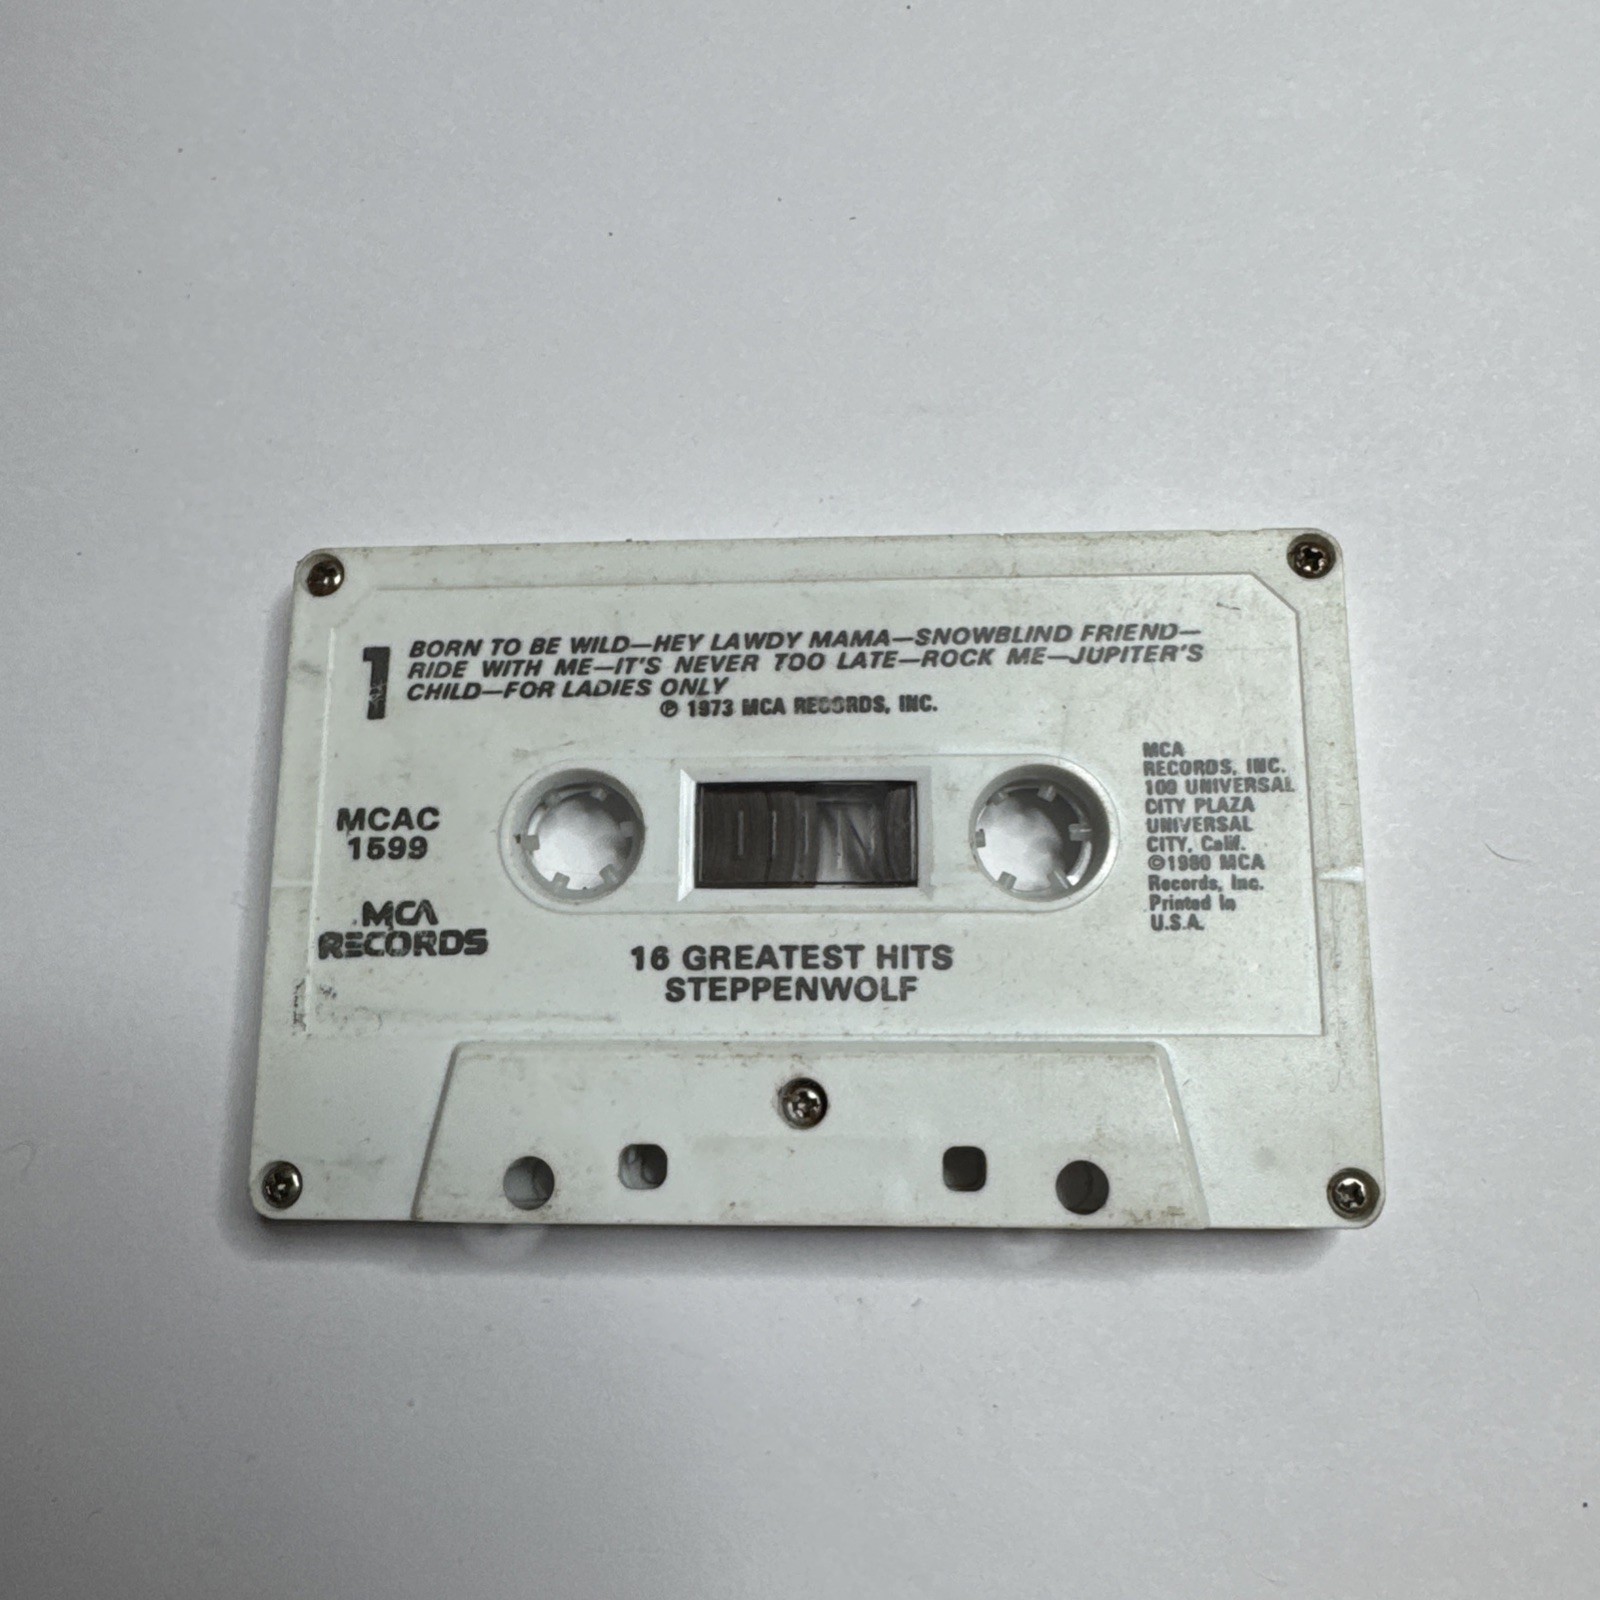 1
BORN TO BE WILD—HEY LAWDY MAMA—SNOWBLIND FRIEND—
RIDE WITH ME—IT'S NEVER TOO LATE—ROCK ME—JUPITER'S
CHILD—FOR LADIES ONLY
℗ 1973 MCA RECORDS, INC.
MCAC
1599
MCA
RECORDS
MCA
RECORDS, INC.
100 UNIVERSAL
CITY PLAZA
UNIVERSAL
CITY, Calif.
©1980 MCA
Records, Inc.
Printed In
U.S.A.
16 GREATEST HITS
STEPPENWOLF